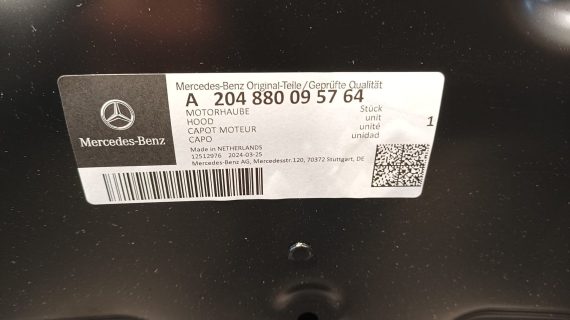 Mercedes-Benz Original-Teile/Geprüfte Qualität
A 204 880 09 57 64
MOTORHAUBE Stück
HOOD unit
CAPOT MOTEUR unité
CAPO unidad
1
Made in NETHERLANDS
12512976 2024-03-25
Mercedes-Benz AG, Mercedesstr.120, 70372 Stuttgart, DE
Mercedes-Benz